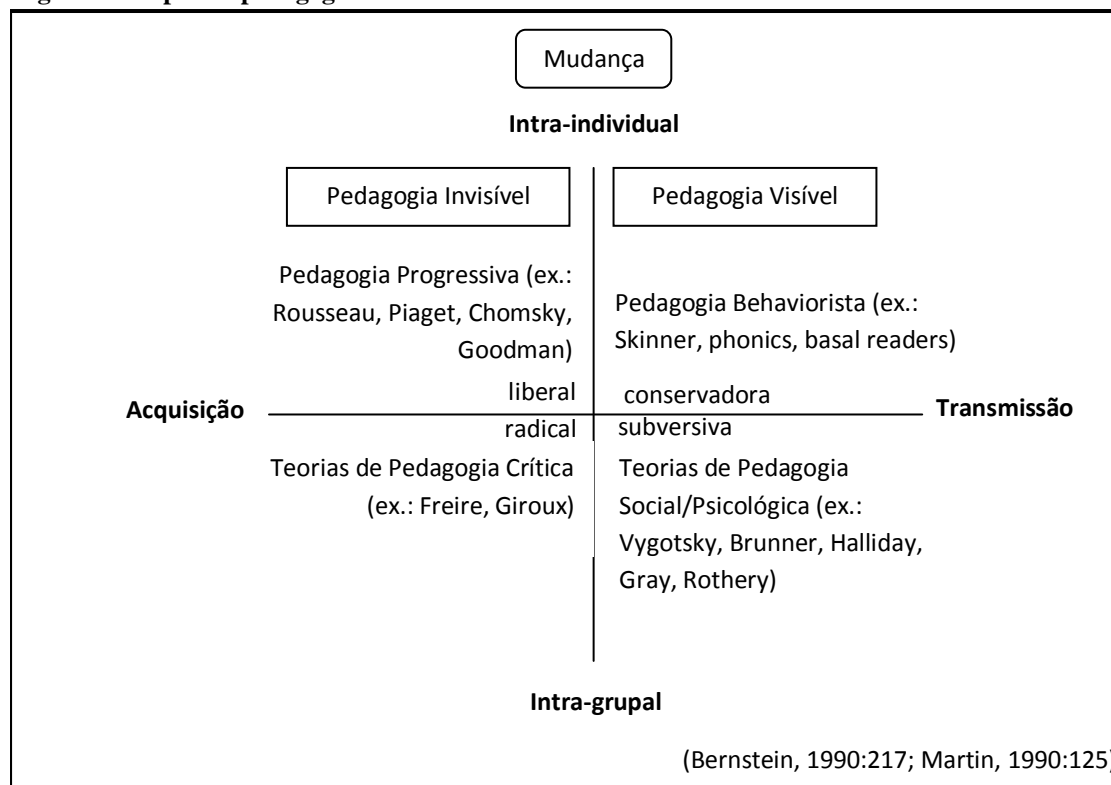 Mudança
Intra-individual
Pedagogia Invisível
Pedagogia Visível
Pedagogia Progressiva (ex.:
Rousseau, Piaget, Chomsky,
Goodman)
Pedagogia Behaviorista (ex.:
Skinner, phonics, basal readers)
liberal
conservadora
Acquisição
Transmissão
radical
subversiva
Teorias de Pedagogia Crítica
(ex.: Freire, Giroux)
Teorias de Pedagogia
Social/Psicológica (ex.:
Vygotsky, Brunner, Halliday,
Gray, Rothery)
Intra-grupal
(Bernstein, 1990:217; Martin, 1990:125)